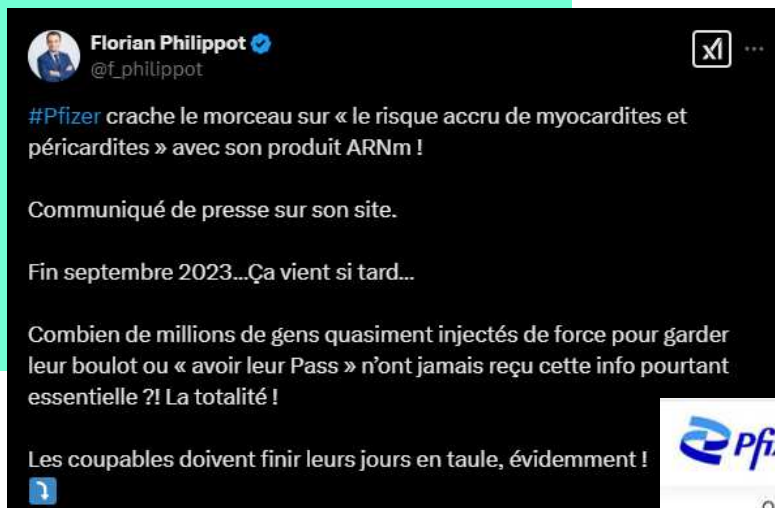 Florian Philippot
@f_philippot
#Pfizer crache le morceau sur « le risque accru de myocardites et
péricardites » avec son produit ARNm !
Communiqué de presse sur son site.
Fin septembre 2023...Ça vient si tard...
Combien de millions de gens quasiment injectés de force pour garder
leur boulot ou « avoir leur Pass » n’ont jamais reçu cette info pourtant
essentielle ?! La totalité !
Les coupables doivent finir leurs jours en taule, évidemment !